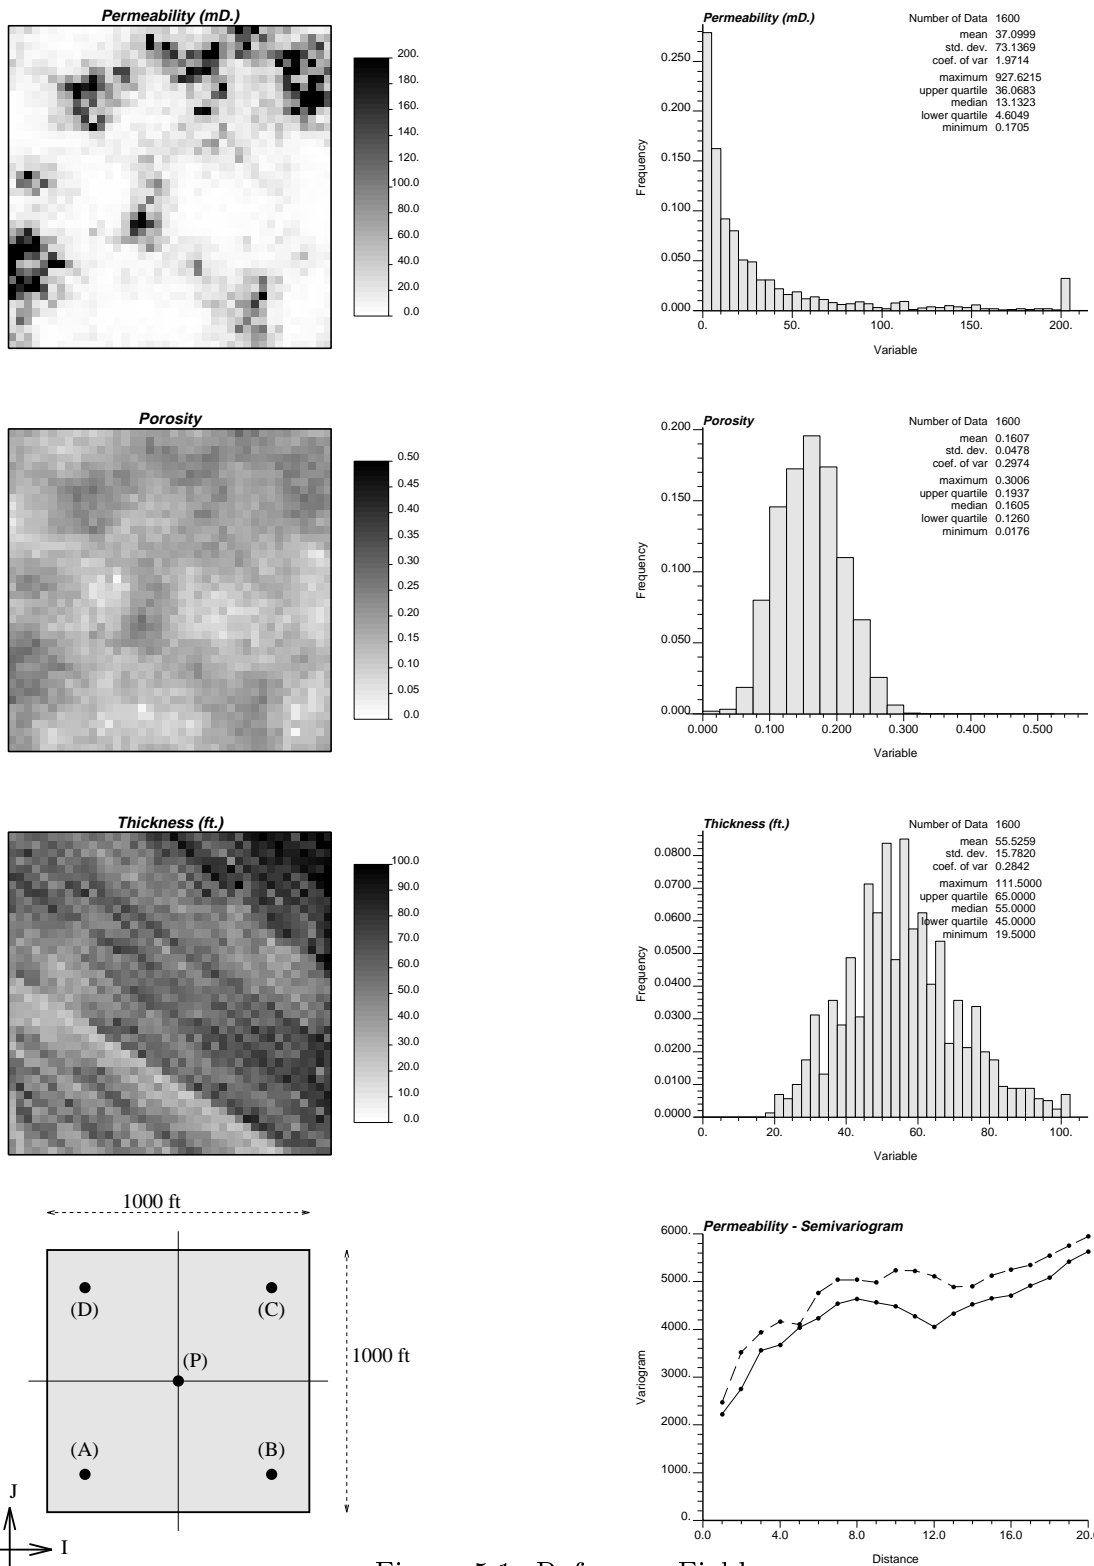 Permeability (mD.)
200.
180.
160.
140.
120.
100.0
80.0
60.0
40.0
20.0
0.0
Permeability (mD.)
Number of Data 1600
mean 37.0999
std. dev. 73.1369
coef. of var 1.9714
maximum 927.6215
upper quartile 36.0683
median 13.1323
lower quartile 4.6049
minimum 0.1705
Frequency
0.250
0.200
0.150
0.100
0.050
0.000
0. 50. 100. 150. 200.
Variable
Porosity
0.50
0.45
0.40
0.35
0.30
0.25
0.20
0.15
0.10
0.05
0.0
Porosity
Number of Data 1600
mean 0.1607
std. dev. 0.0478
coef. of var 0.2974
maximum 0.3006
upper quartile 0.1937
median 0.1605
lower quartile 0.1260
minimum 0.0176
Frequency
0.200
0.150
0.100
0.050
0.000
0.000 0.100 0.200 0.300 0.400 0.500
Variable
Thickness (ft.)
100.0
90.0
80.0
70.0
60.0
50.0
40.0
30.0
20.0
10.0
0.0
Thickness (ft.)
Number of Data 1600
mean 55.5259
std. dev. 15.7820
coef. of var 0.2842
maximum 111.5000
upper quartile 65.0000
median 55.0000
lower quartile 45.0000
minimum 19.5000
Frequency
0.0800
0.0700
0.0600
0.0500
0.0400
0.0300
0.0200
0.0100
0.0000
0. 20. 40. 60. 80. 100.
Variable
1000 ft
(D)
(C)
(P)
1000 ft
(A)
(B)
J
I
Permeability - Semivariogram
Variogram
6000.
5000.
4000.
3000.
2000.
1000.
0.
0.0 4.0 8.0 12.0 16.0 20.0
Distance